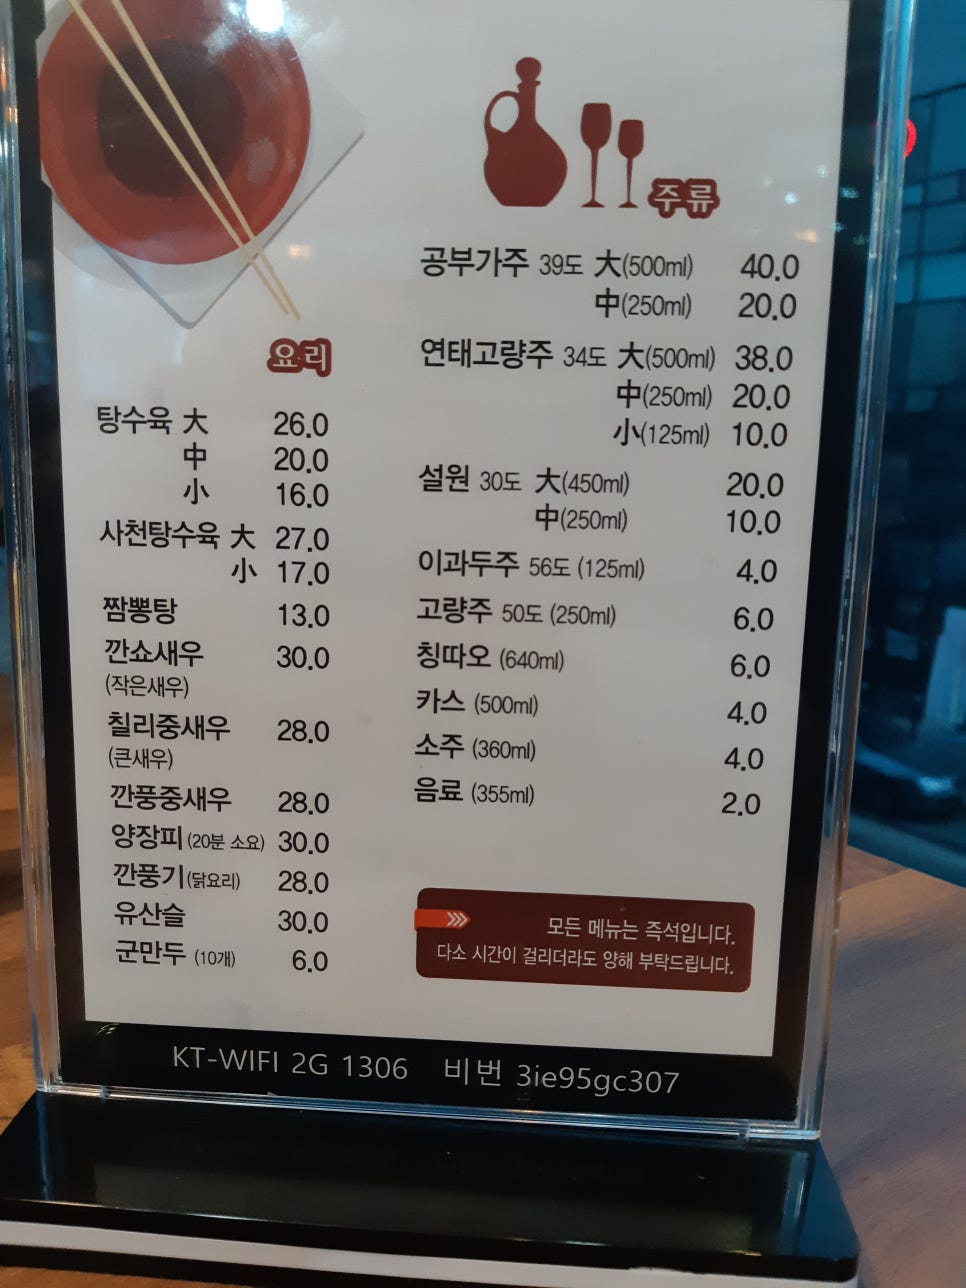 요리
탕수육 大 26.0
中 20.0
小 16.0
사천탕수육 大 27.0
小 17.0
짬뽕탕 13.0
깐쇼새우 30.0
(작은새우)
칠리중새우 28.0
(큰새우)
깐풍중새우 28.0
양장피 (20분 소요) 30.0
깐풍기 (닭요리) 28.0
유산슬 30.0
군만두 (10개) 6.0
주류
공부가주 39도 大(500ml) 40.0
中(250ml) 20.0
연태고량주 34도 大(500ml) 38.0
中(250ml) 20.0
小(125ml) 10.0
설원 30도 大(450ml) 20.0
中(250ml) 10.0
이과두주 56도 (125ml) 4.0
고량주 50도 (250ml) 6.0
칭따오 (640ml) 6.0
카스 (500ml) 4.0
소주 (360ml) 4.0
음료 (355ml) 2.0
모든 메뉴는 즉석입니다.
다소 시간이 걸리더라도 양해 부탁드립니다.
KT-WIFI 2G 1306 비번 3ie95gc307